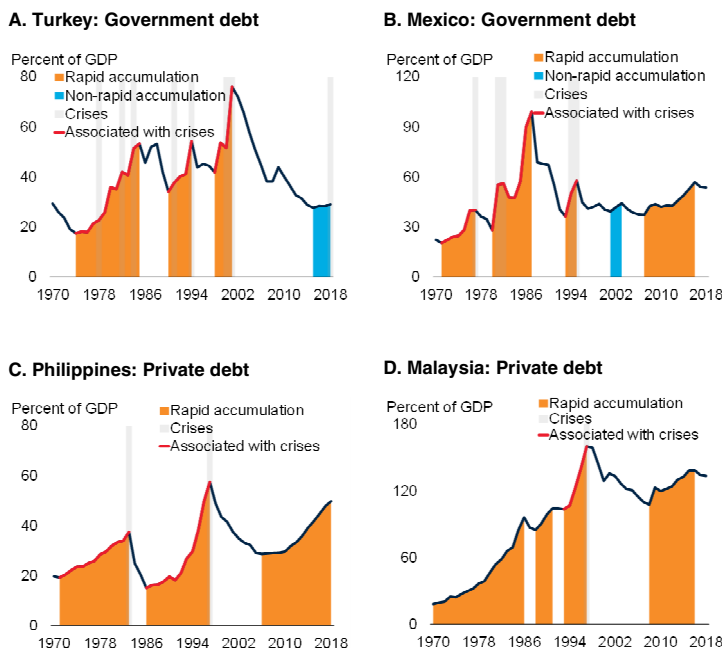 A. Turkey: Government debt
Percent of GDP
80
60
40
20
0
Rapid accumulation
Non-rapid accumulation
Crises
Associated with crises
1970 1978 1986 1994 2002 2010 2018
B. Mexico: Government debt
Percent of GDP
120
90
60
30
0
Rapid accumulation
Non-rapid accumulation
Crises
Associated with crises
1970 1978 1986 1994 2002 2010 2018
C. Philippines: Private debt
Percent of GDP
80
60
40
20
0
Rapid accumulation
Crises
Associated with crises
1970 1978 1986 1994 2002 2010 2018
D. Malaysia: Private debt
Percent of GDP
180
120
60
0
Rapid accumulation
Crises
Associated with crises
1970 1978 1986 1994 2002 2010 2018